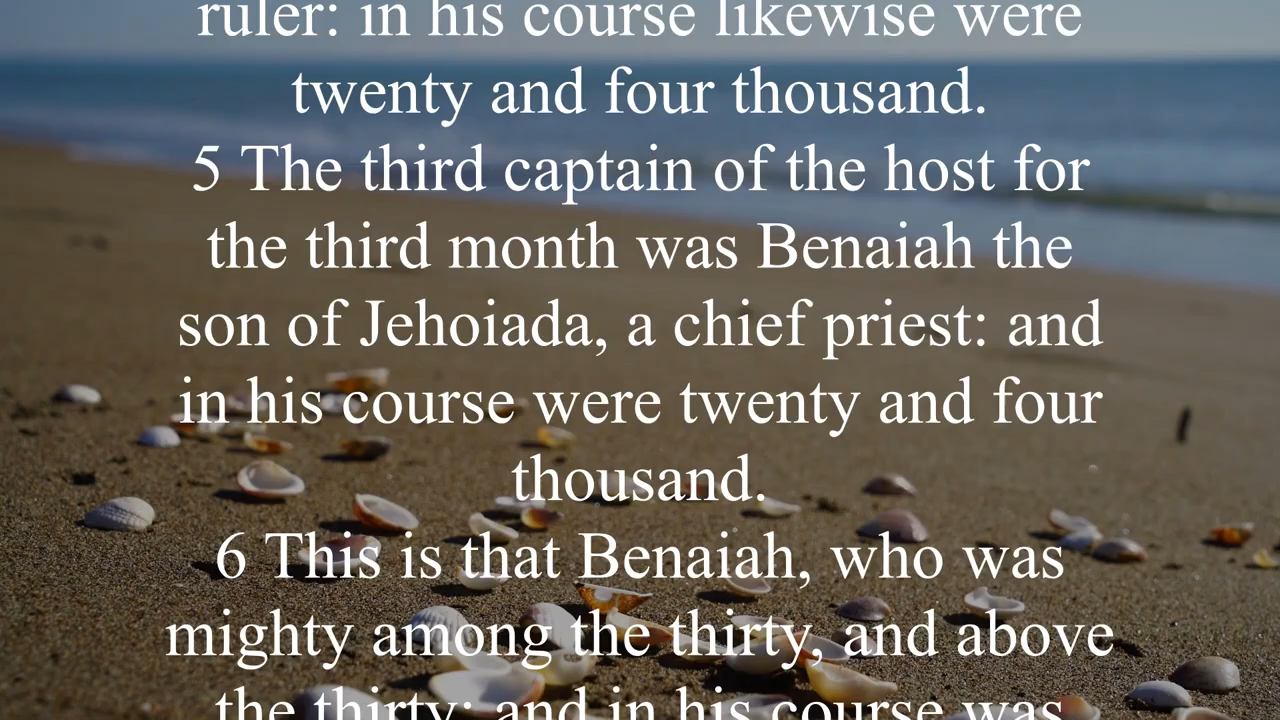 ruler: in his course likewise were
twenty and four thousand.
5 The third captain of the host for
the third month was Benaiah the
son of Jehoiada, a chief priest: and
in his course were twenty and four
thousand.
6 This is that Benaiah, who was
mighty among the thirty, and above
the thirty: and in his course was